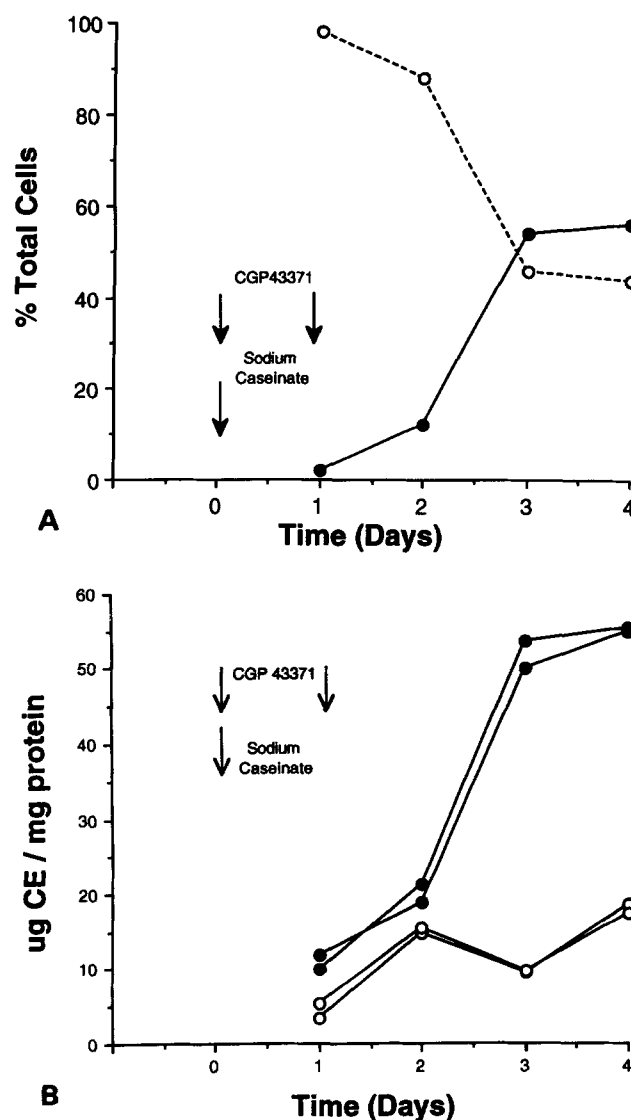 100
80
60
40
20
0
% Total Cells
CGP43371
Sodium
Caseinate
0 1 2 3 4
A
Time (Days)
60
50
40
30
20
10
0
ug CE / mg protein
CGP 43371
Sodium
Caseinate
0 1 2 3 4
B
Time (Days)